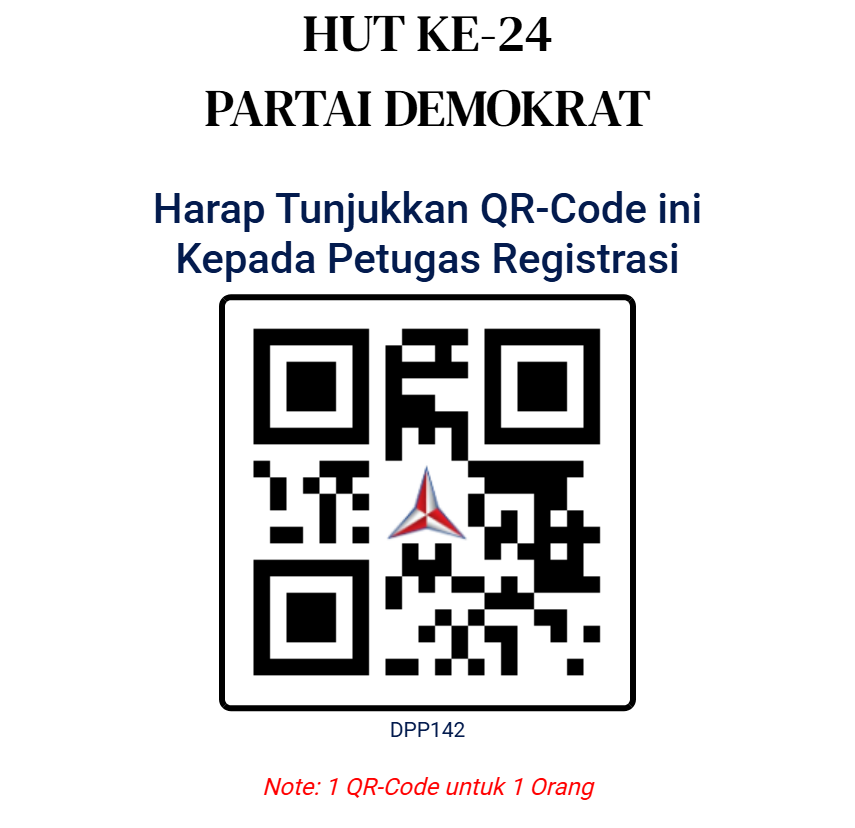 HUT KE-24
PARTAI DEMOKRAT
Harap Tunjukkan QR-Code ini
Kepada Petugas Registrasi
DPP142
Note: 1 QR-Code untuk 1 Orang